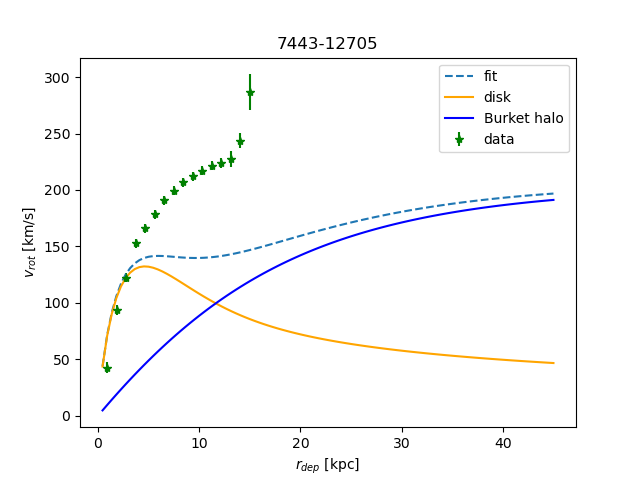 7443-12705
fit
disk
Burket halo
data
300
250
200
150
100
50
0
v_rot [km/s]
0 10 20 30 40
r_dep [kpc]